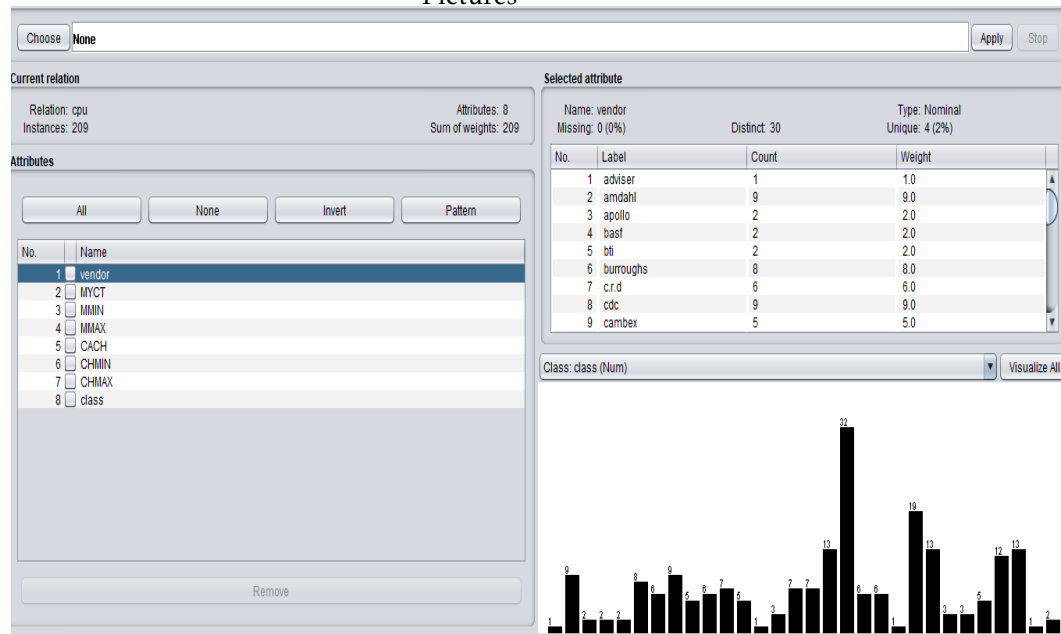 Pictures
Choose None Apply Stop
Current relation
Relation: cpu Attributes: 8
Instances: 209 Sum of weights: 209
Attributes
All None Invert Pattern
No. Name
1 vendor
2 MYCT
3 MMIN
4 MMAX
5 CACH
6 CHMIN
7 CHMAX
8 class
Remove
Selected attribute
Name: vendor Type: Nominal
Missing: 0 (0%) Distinct: 30 Unique: 4 (2%)
No. Label Count Weight
1 adviser 1 1.0
2 amdahl 9 9.0
3 apollo 2 2.0
4 basf 2 2.0
5 bti 2 2.0
6 burroughs 8 8.0
7 c.r.d 6 6.0
8 cdc 9 9.0
9 cambex 5 5.0
Class: class (Num) Visualize All
1 9 2 2 2 8 6 9 5 6 7 5 1 3 7 7 13 32 6 6 1 19 13 3 3 5 12 13 1 2